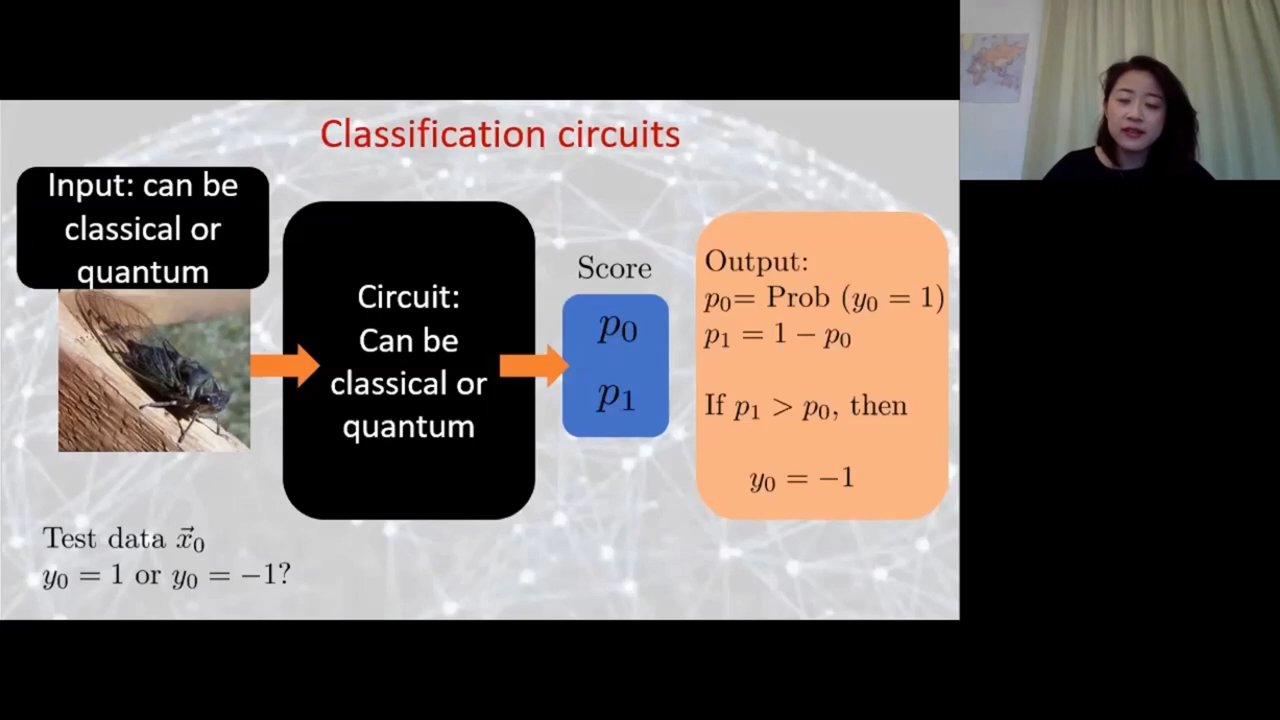 Classification circuits
Input: can be
classical or
quantum
Circuit:
Can be
classical or
quantum
Score
p₀
p₁
Output:
p₀= Prob (y₀ = 1)
p₁ = 1 − p₀
If p₁ > p₀, then
y₀ = −1
Test data x⃗₀
y₀ = 1 or y₀ = −1?